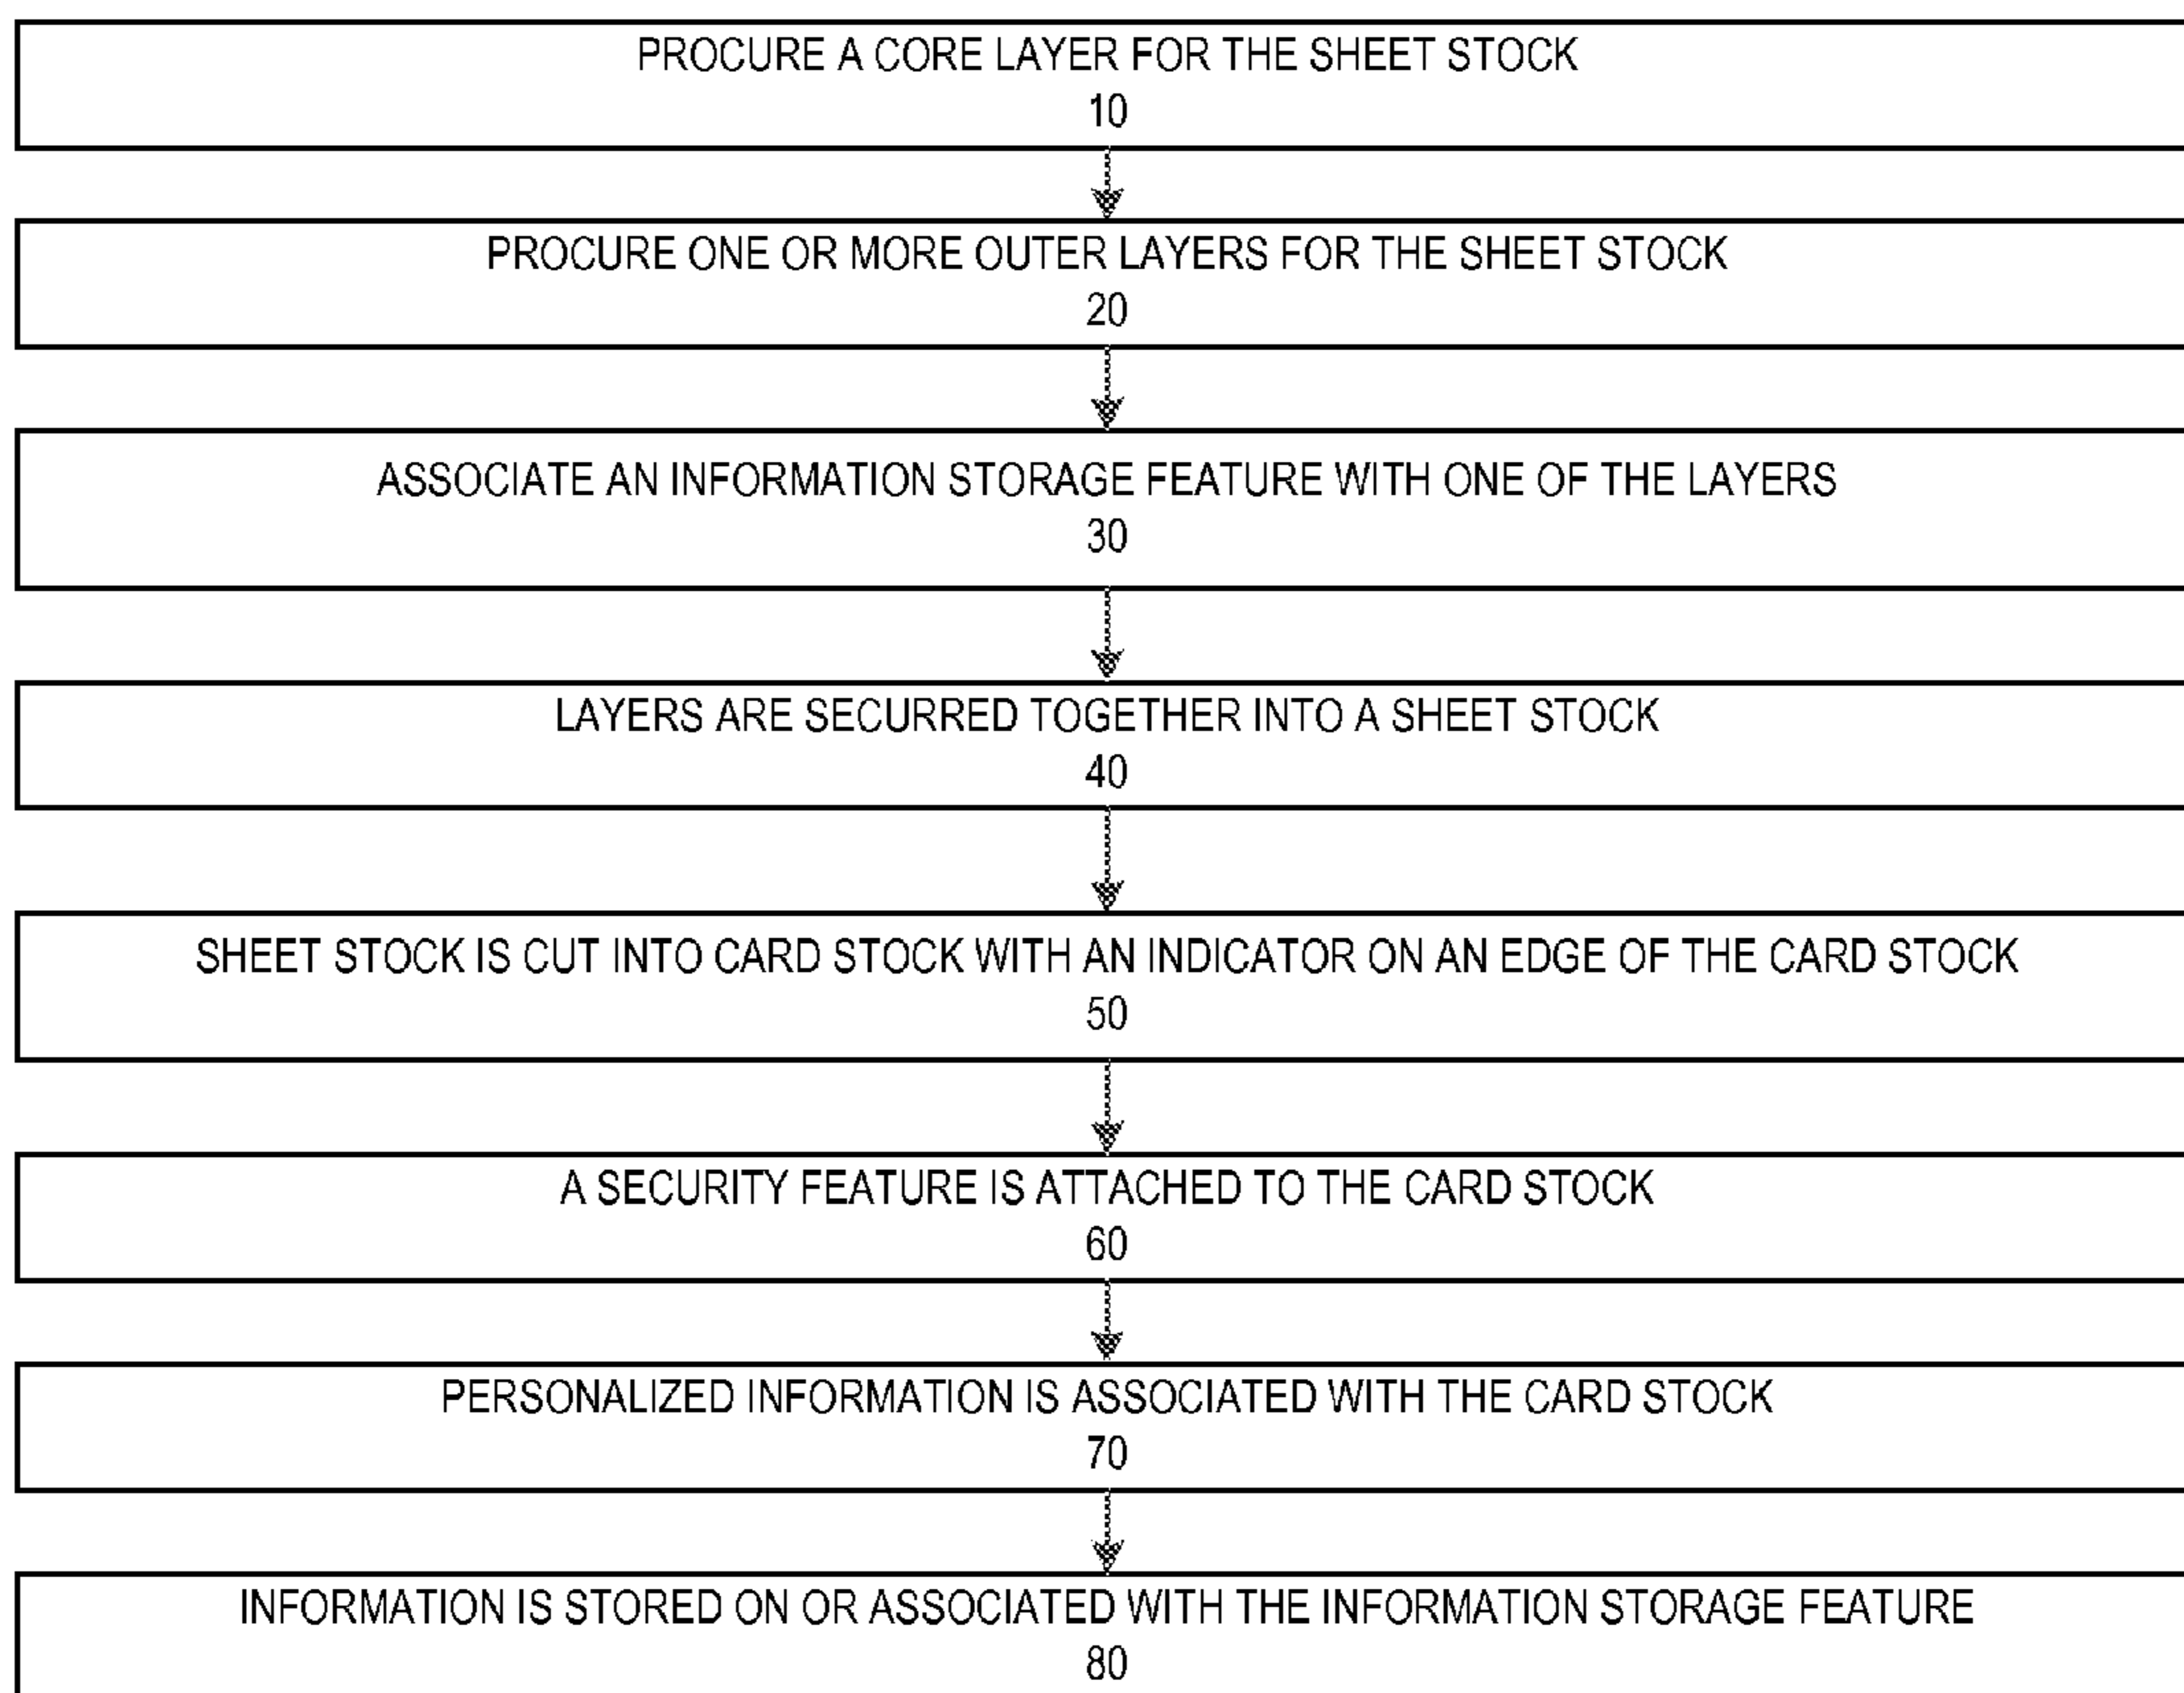 PROCURE A CORE LAYER FOR THE SHEET STOCK
10
PROCURE ONE OR MORE OUTER LAYERS FOR THE SHEET STOCK
20
ASSOCIATE AN INFORMATION STORAGE FEATURE WITH ONE OF THE LAYERS
30
LAYERS ARE SECURRED TOGETHER INTO A SHEET STOCK
40
SHEET STOCK IS CUT INTO CARD STOCK WITH AN INDICATOR ON AN EDGE OF THE CARD STOCK
50
A SECURITY FEATURE IS ATTACHED TO THE CARD STOCK
60
PERSONALIZED INFORMATION IS ASSOCIATED WITH THE CARD STOCK
70
INFORMATION IS STORED ON OR ASSOCIATED WITH THE INFORMATION STORAGE FEATURE
80